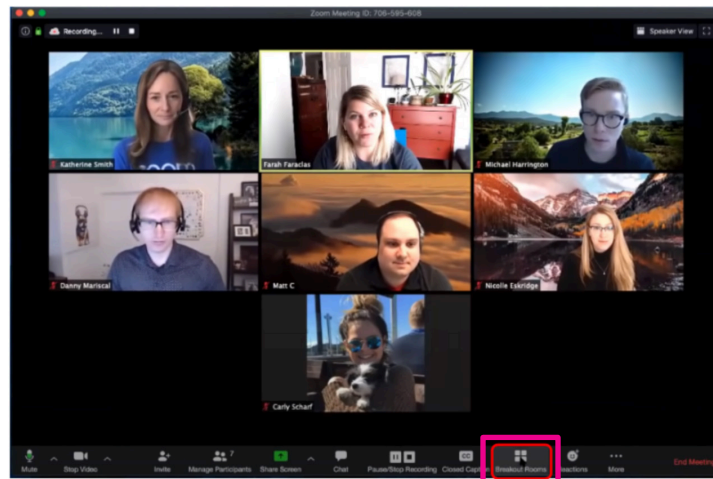 Zoom Meeting ID: 706-595-608
Recording...
Speaker View
Katherine Smith
Farah Faraclas
Michael Harrington
Danny Mariscal
Matt C
Nicolle Eskridge
Carly Scharf
7
CC
Mute
Stop Video
Invite
Manage Participants
Share Screen
Chat
Pause/Stop Recording
Closed Caption
Breakout Rooms
Reactions
More
End Meeting